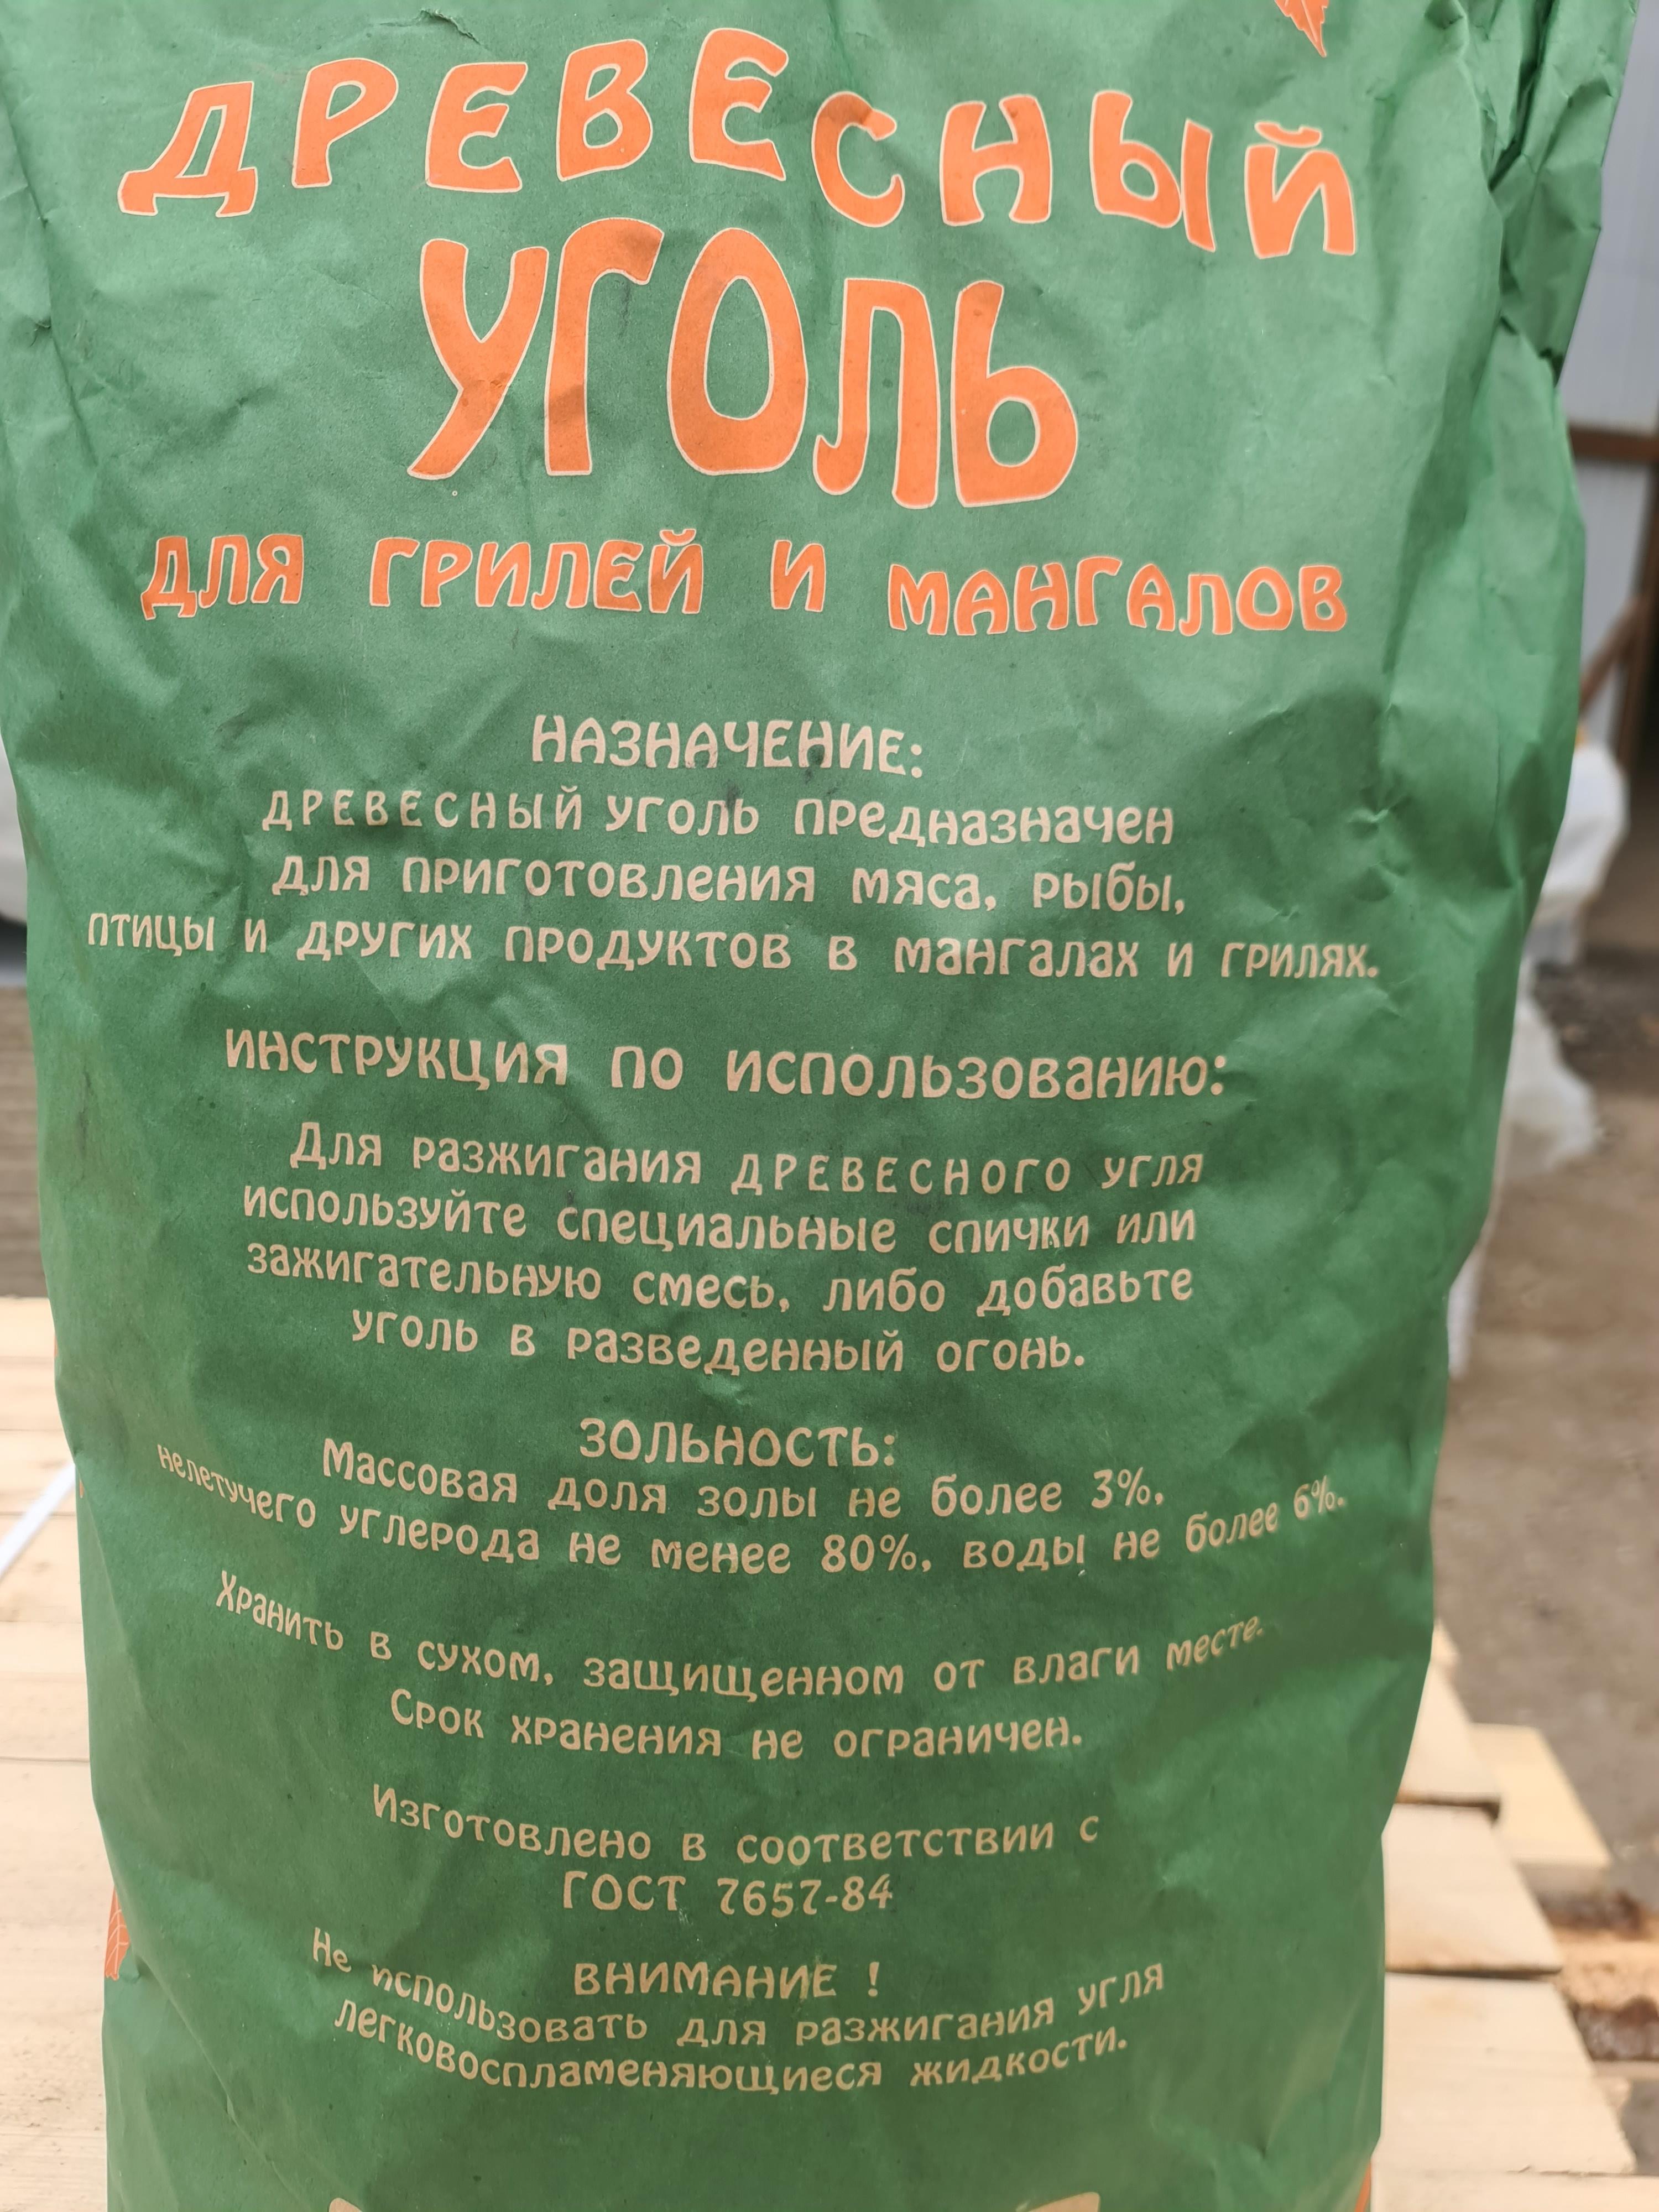 ДРЕВЕСНЫЙ
УГОЛЬ
ДЛЯ ГРИЛЕЙ И МАНГАЛОВ
НАЗНАЧЕНИЕ:
ДРЕВЕСНЫЙ УГОЛЬ предназначен
для приготовления мяса, рыбы,
птицы и других продуктов в мангалах и грилях.
ИНСТРУКЦИЯ ПО ИСПОЛЬЗОВАНИЮ:
Для разжигания ДРЕВЕСНОГО УГЛЯ
используйте специальные спички или
зажигательную смесь, либо добавьте
уголь в разведенный огонь.
ЗОЛЬНОСТЬ:
Массовая доля золы не более 3%,
нелетучего углерода не менее 80%, воды не более 6%.
Хранить в сухом, защищенном от влаги месте.
Срок хранения не ограничен.
Изготовлено в соответствии с
ГОСТ 7657-84
ВНИМАНИЕ !
Не использовать для разжигания угля
легковоспламеняющиеся жидкости.